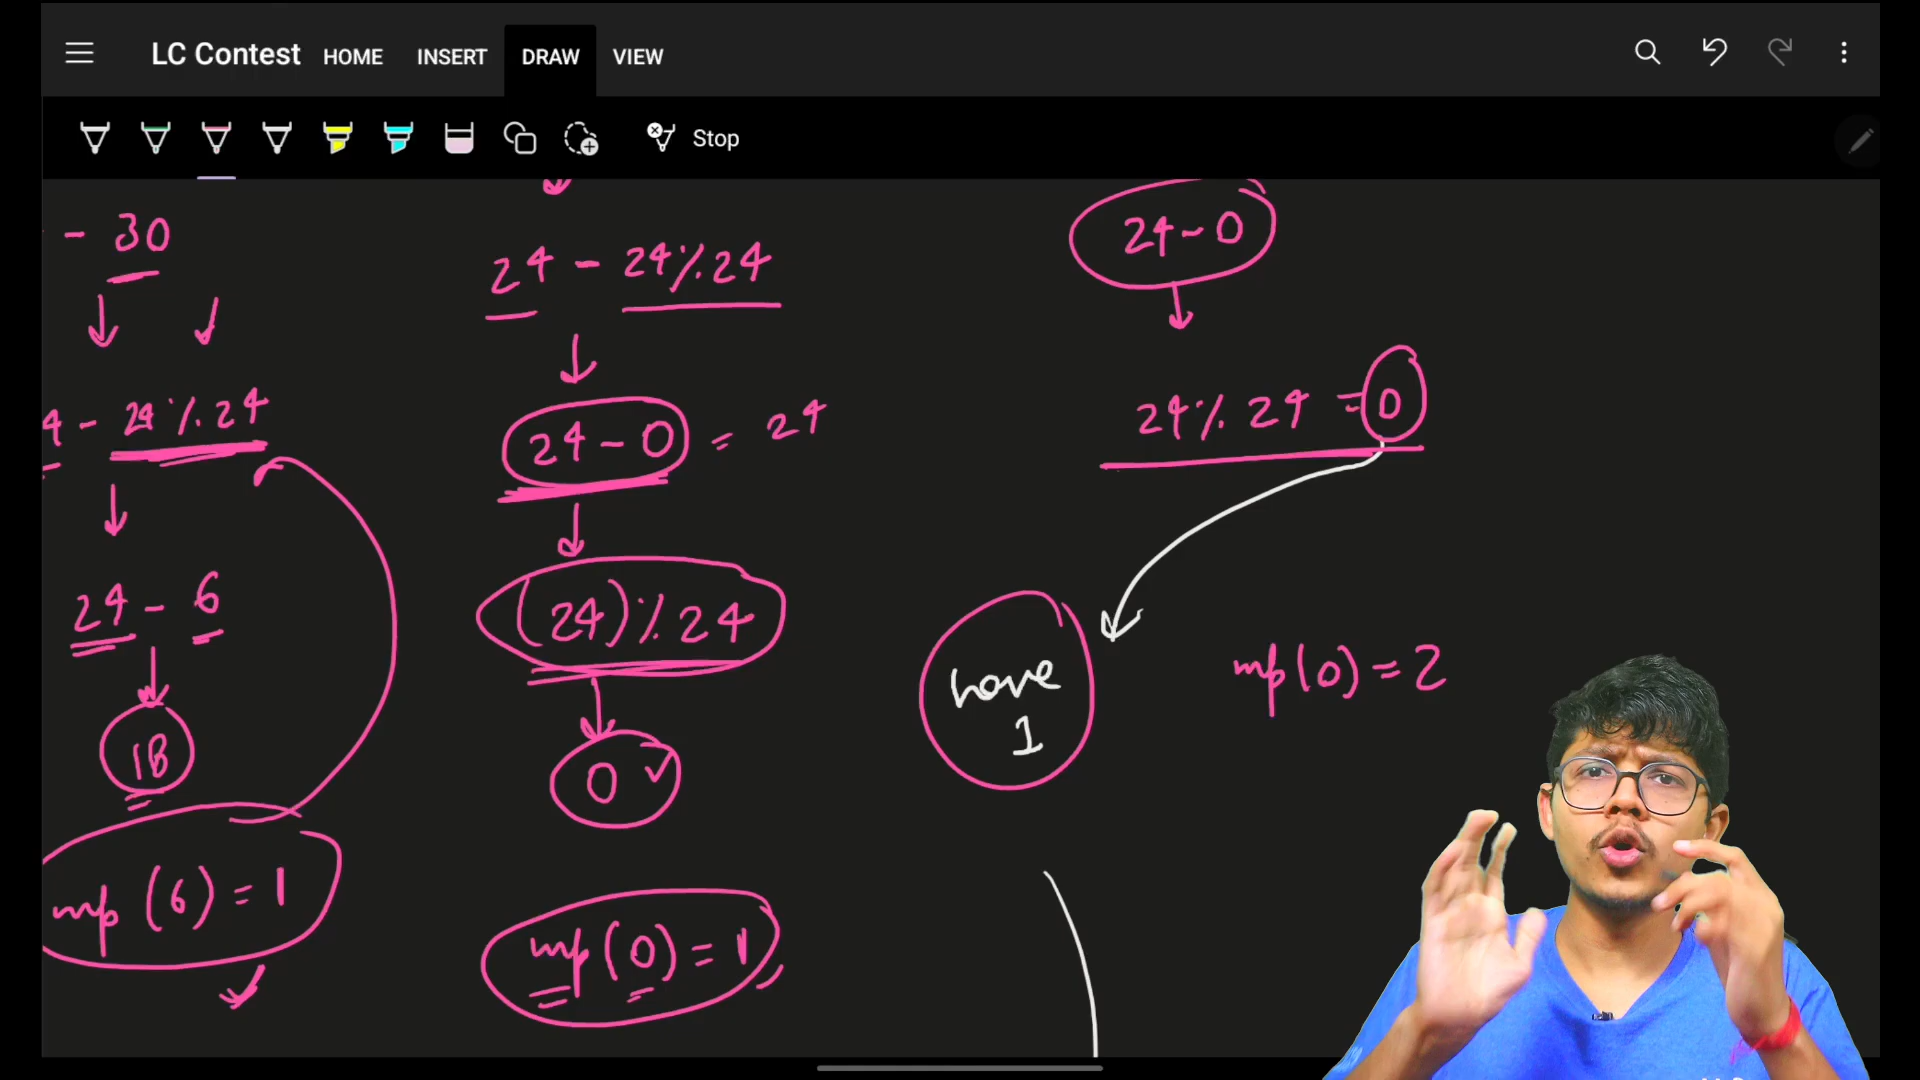 LC Contest HOME INSERT DRAW VIEW
Stop
- 30
4 - 24 % 24
24 - 6
18
mp (6) = 1
24 - 24 % 24
24 - 0 = 24
(24) % 24
0
mp (0) = 1
24 - 0
24 % 24 = 0
have
1
mp (0) = 2